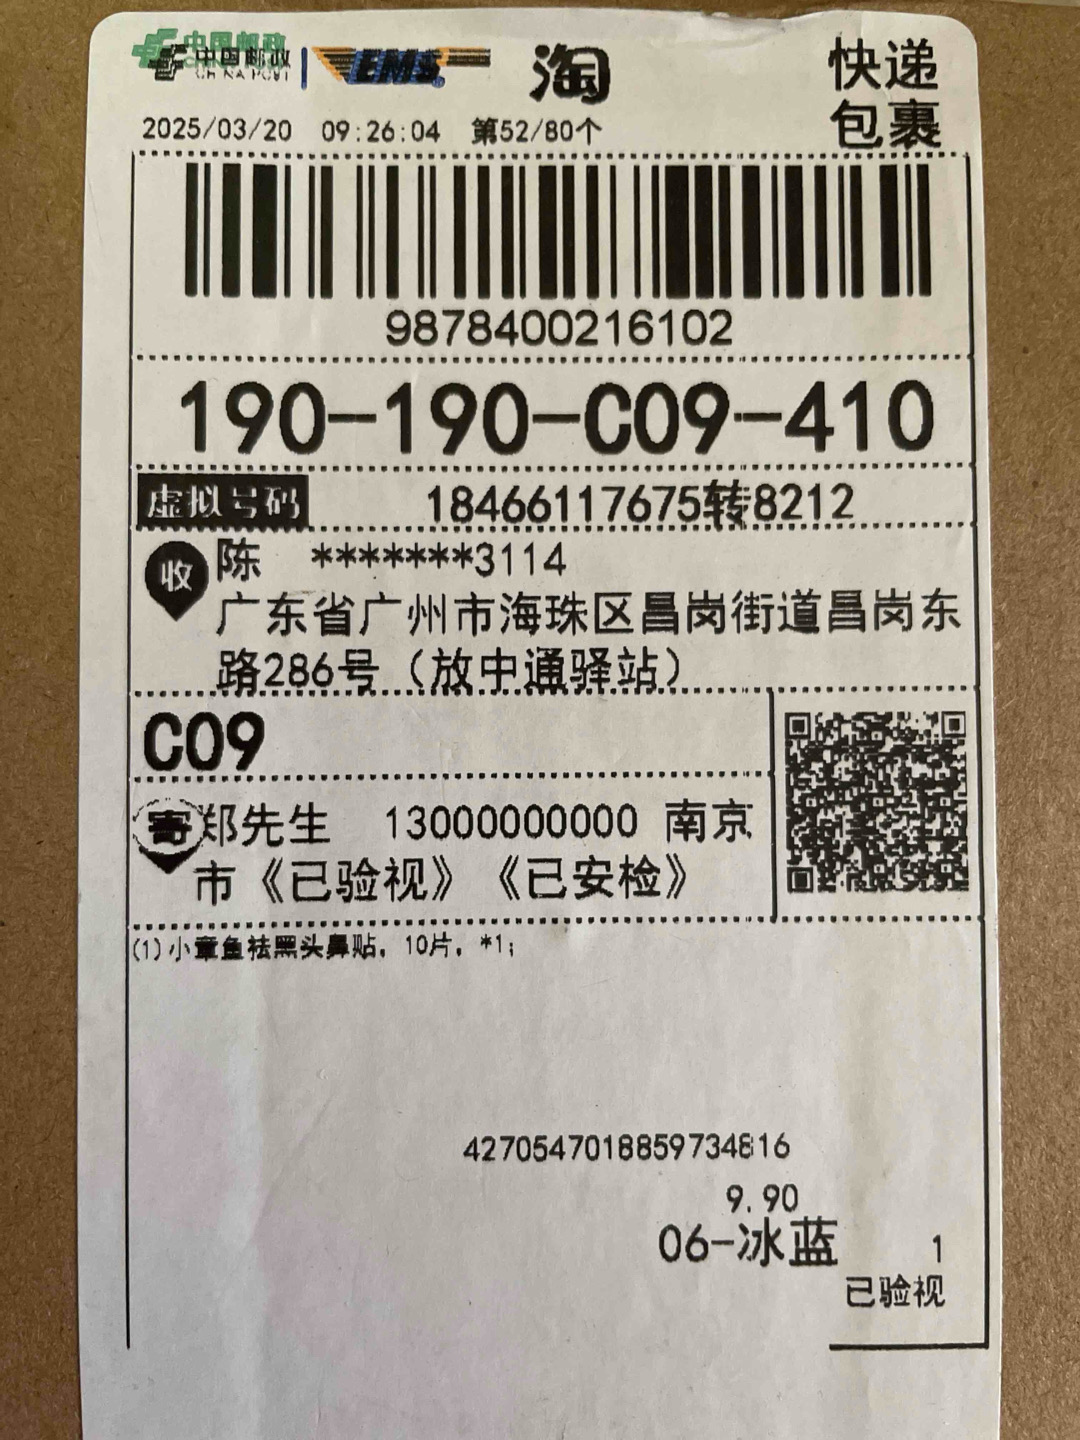 中国邮政 中国邮政 CHINA POST EMS 淘 快递
包裹
2025/03/20 09:26:04 第52/80个
9878400216102
190-190-C09-410
虚拟号码 18466117675转8212
收 陈 *******3114
广东省广州市海珠区昌岗街道昌岗东
路286号（放中通驿站）
C09
寄 郑先生 13000000000 南京
市《已验视》《已安检》
(1)小章鱼祛黑头鼻贴，10片，*1;
4270547018859734816
9.90
06-冰蓝 1
已验视